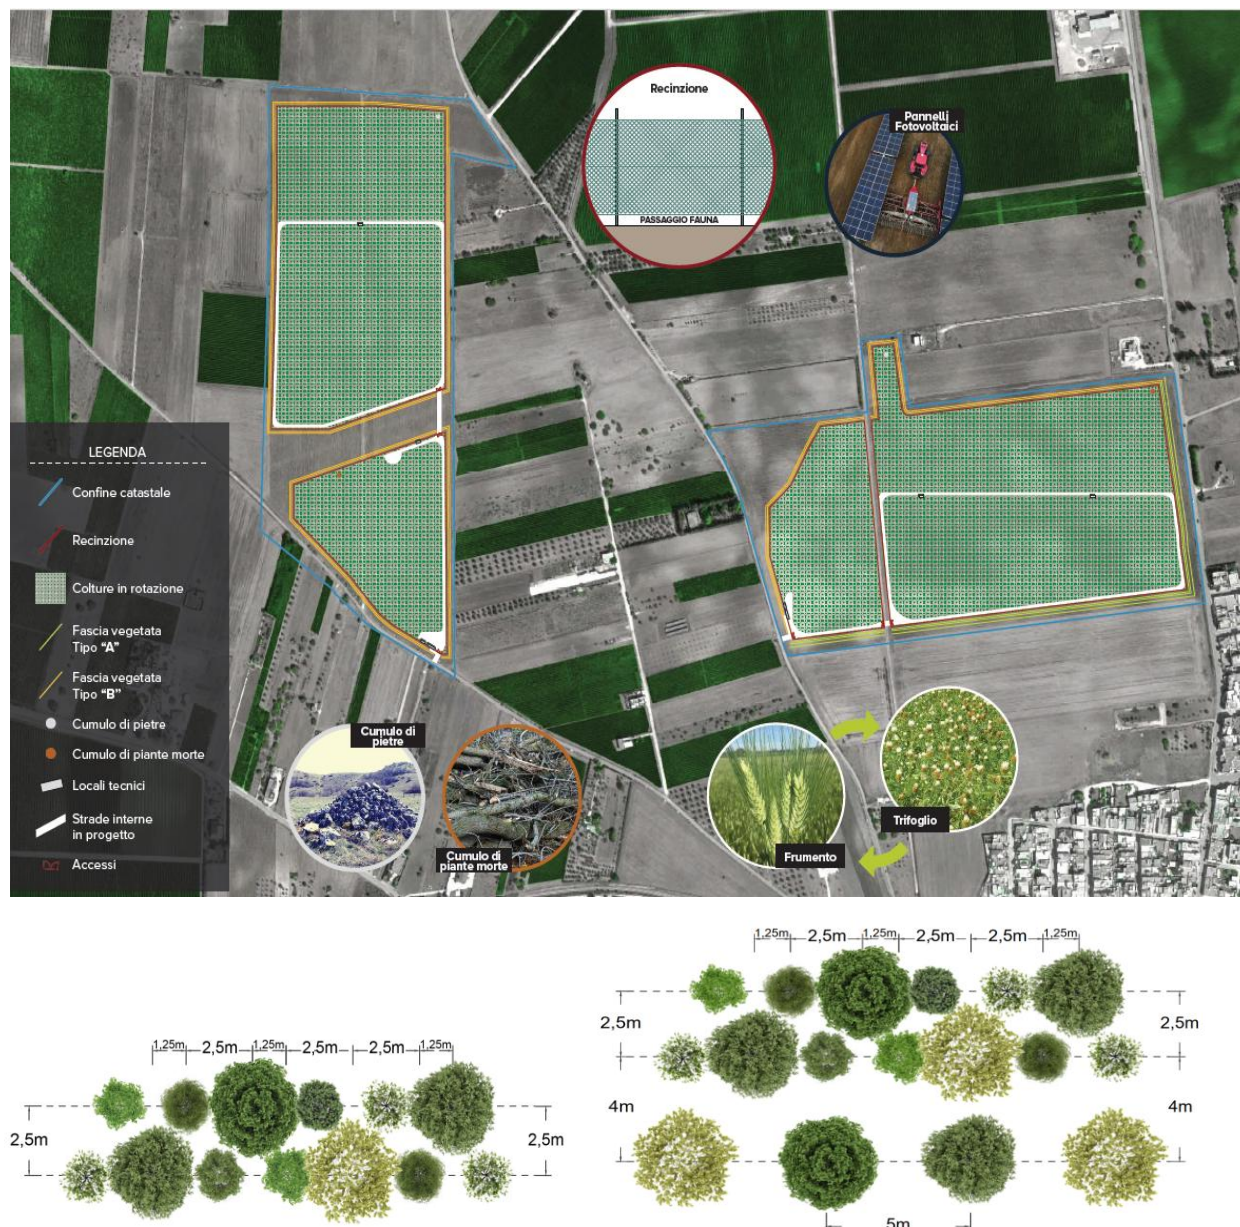 Recinzione
PASSAGGIO FAUNA
Pannelli
Fotovoltaici
LEGENDA
Confine catastale
Recinzione
Colture in rotazione
Fascia vegetata
Tipo "A"
Fascia vegetata
Tipo "B"
Cumulo di pietre
Cumulo di piante morte
Locali tecnici
Strade interne
in progetto
Accessi
Cumulo di
pietre
Cumulo di
piante morte
Frumento
Trifoglio
1,25m 2,5m 1,25m 2,5m 2,5m 1,25m
2,5m 2,5m
1,25m 2,5m 1,25m 2,5m 2,5m 1,25m
2,5m 2,5m
4m 4m
5m